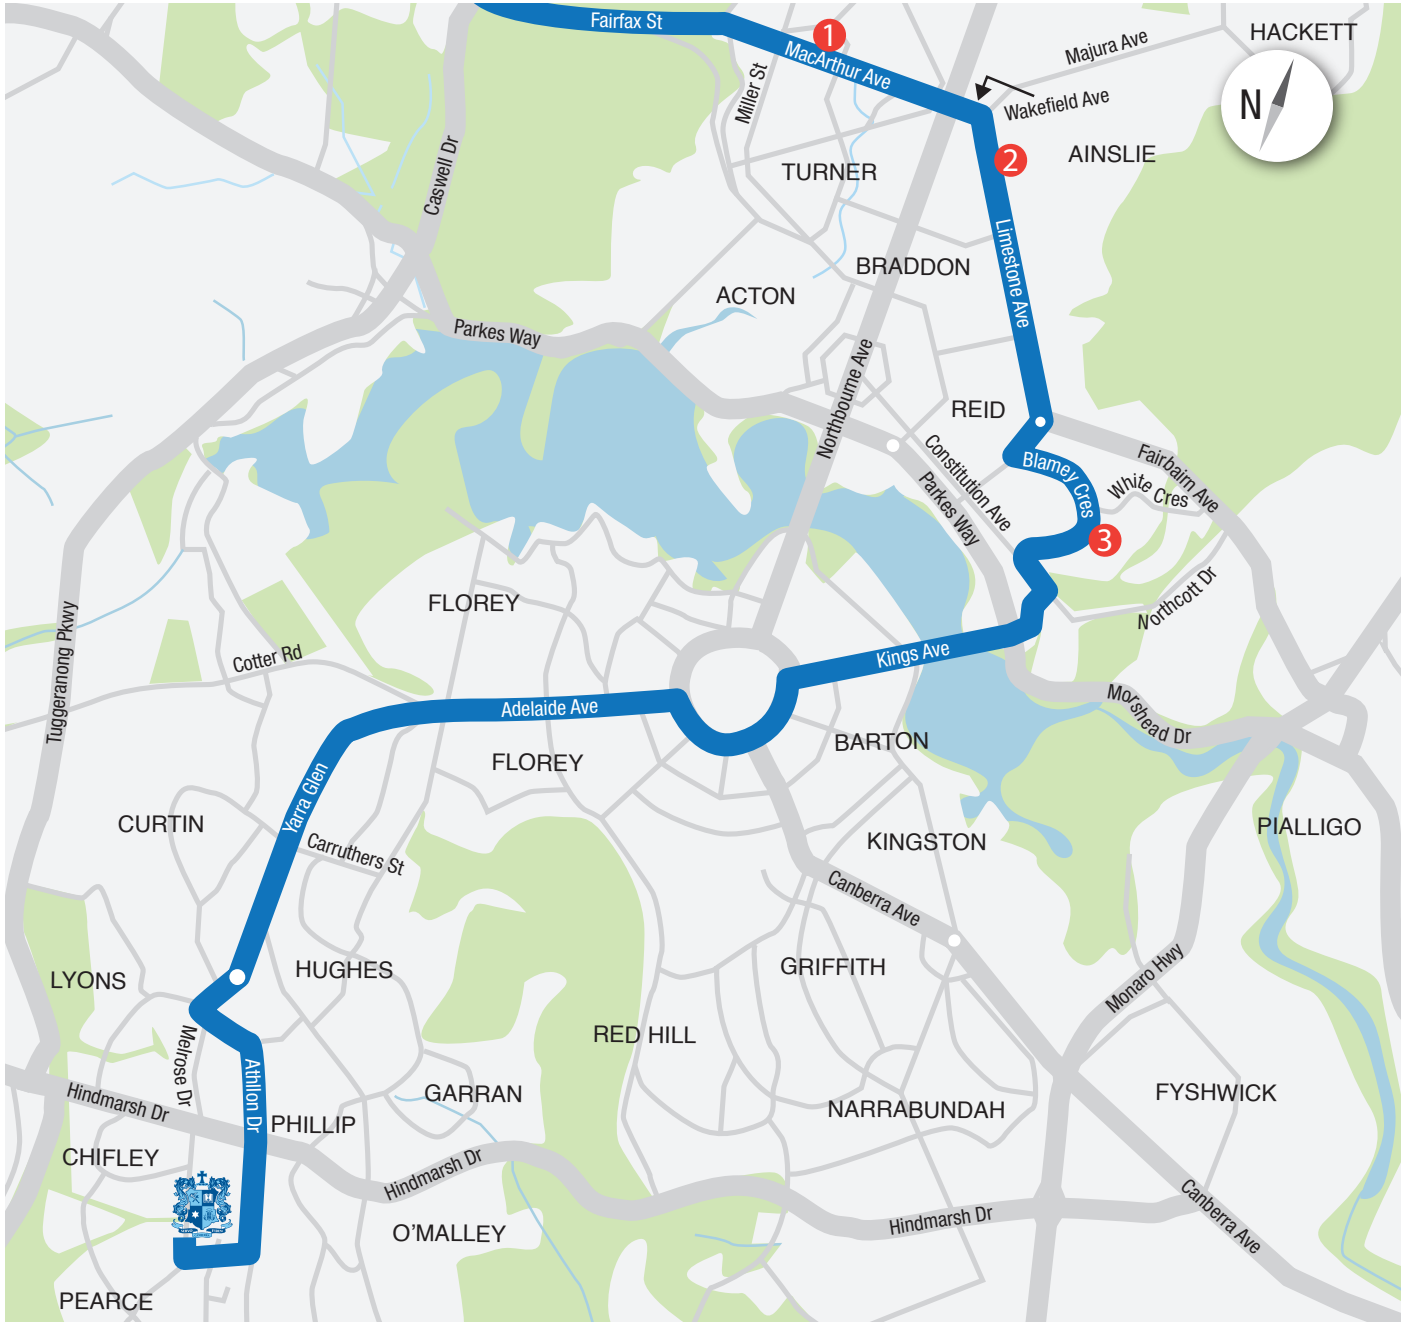 Fairfax St
1
MacArthur Ave
HACKETT
Majura Ave
Miller St
Wakefield Ave
N
Caswell Dr
TURNER
2
AINSLIE
Limestone Ave
BRADDON
ACTON
Parkes Way
Northbourne Ave
REID
Constitution Ave
Blamey Cres
Fairbairn Ave
White Cres
Parkes Way
3
Northcott Dr
FLOREY
Tuggeranong Pkwy
Cotter Rd
Kings Ave
Adelaide Ave
Morshead Dr
BARTON
FLOREY
Yarra Glen
CURTIN
PIALLIGO
Carruthers St
KINGSTON
Canberra Ave
LYONS
HUGHES
GRIFFITH
Monaro Hwy
RED HILL
Melrose Dr
Athllon Dr
Hindmarsh Dr
GARRAN
FYSHWICK
PHILLIP
NARRABUNDAH
CHIFLEY
Hindmarsh Dr
Canberra Ave
Hindmarsh Dr
O'MALLEY
PEARCE